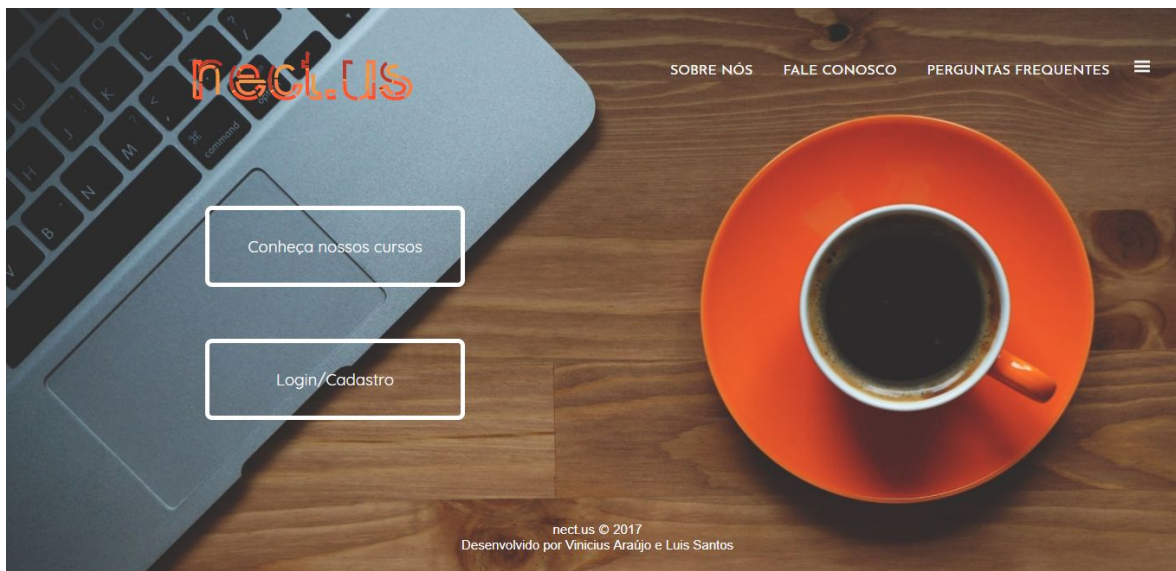 nect.us
SOBRE NÓS
FALE CONOSCO
PERGUNTAS FREQUENTES
command
Conheça nossos cursos
Login/Cadastro
nect.us © 2017
Desenvolvido por Vinicius Araújo e Luis Santos